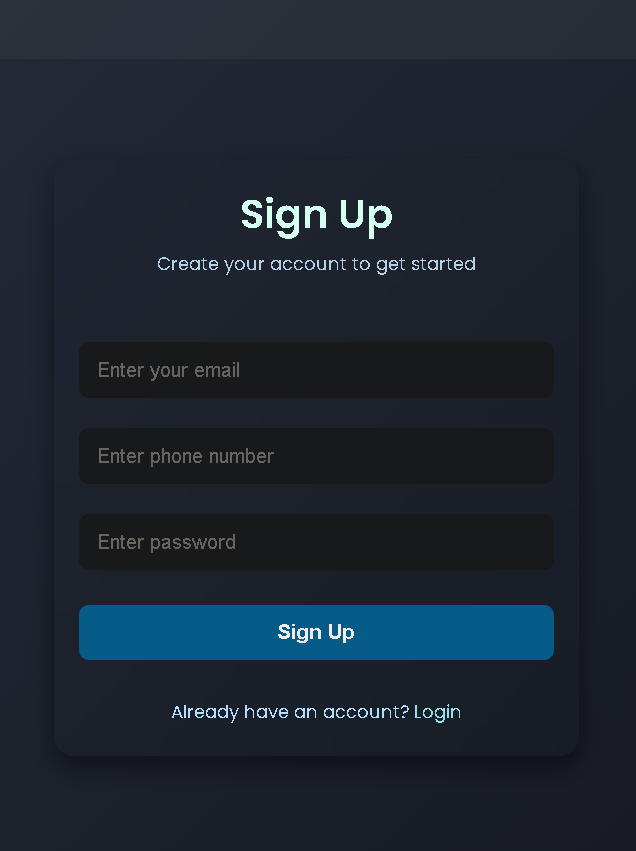 Sign Up
Create your account to get started
Enter your email
Enter phone number
Enter password
Sign Up
Already have an account? Login